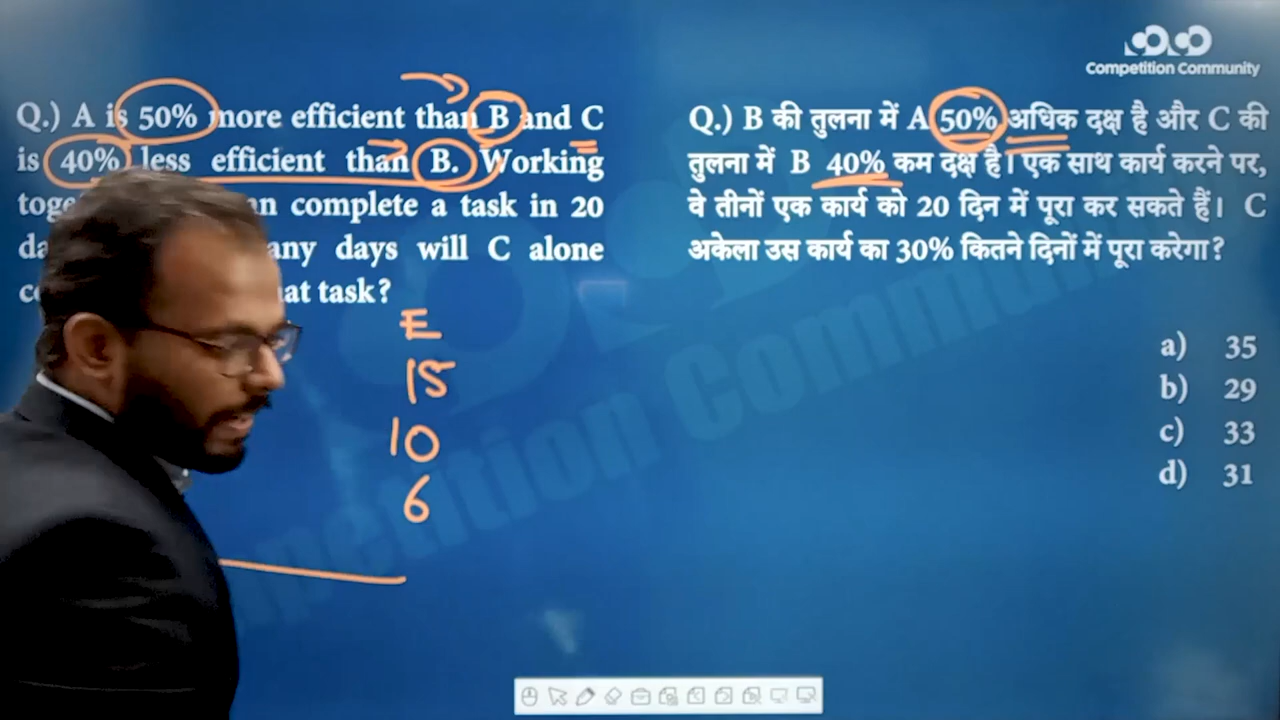 Competition Community
Q.) A is 50% more efficient than B and C
is 40% less efficient than B. Working
an complete a task in 20
any days will C alone
at task?
Q.) B की तुलना में A 50% अधिक दक्ष है और C की
तुलना में B 40% कम दक्ष है। एक साथ कार्य करने पर,
वे तीनों एक कार्य को 20 दिन में पूरा कर सकते हैं। C
अकेला उस कार्य का 30% कितने दिनों में पूरा करेगा?
E
15
10
6
a) 35
b) 29
c) 33
d) 31